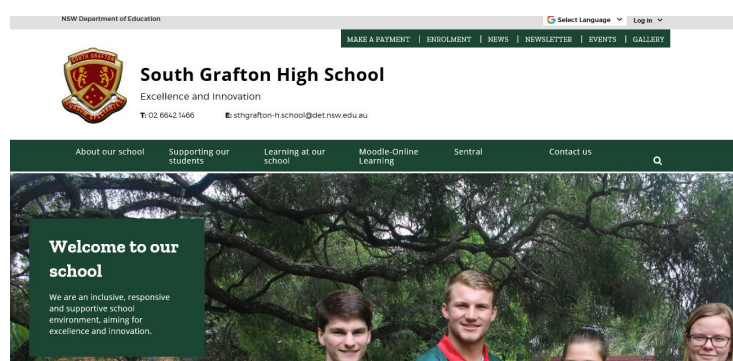 NSW Department of Education
Select Language
Log in
MAKE A PAYMENT | ENROLMENT | NEWS | NEWSLETTER | EVENTS | GALLERY
SOUTH GRAFTON
South Grafton High School
Excellence and Innovation
T: 02 6642 1466 E: sthgrafton-h.school@det.nsw.edu.au
About our school
Supporting our
students
Learning at our
school
Moodle-Online
Learning
Sentral
Contact us
Welcome to our
school
We are an inclusive, responsive
and supportive school
environment, aiming for
excellence and innovation.